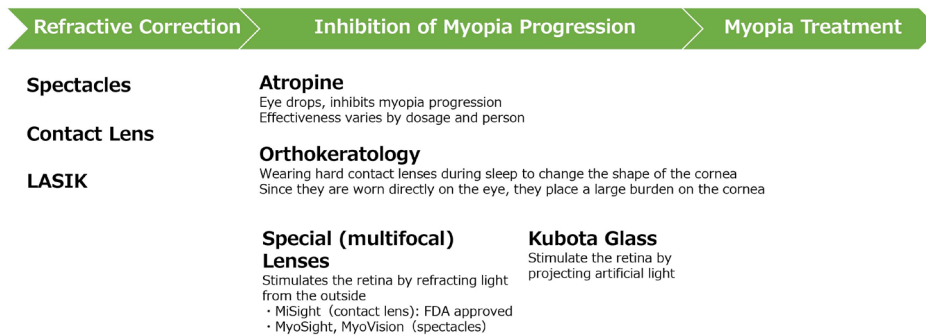 Refractive Correction
Inhibition of Myopia Progression
Myopia Treatment
Spectacles
Contact Lens
LASIK
Atropine
Eye drops, inhibits myopia progression
Effectiveness varies by dosage and person
Orthokeratology
Wearing hard contact lenses during sleep to change the shape of the cornea
Since they are worn directly on the eye, they place a large burden on the cornea
Special (multifocal)
Lenses
Stimulates the retina by refracting light
from the outside
・MiSight（contact lens）: FDA approved
・MyoSight, MyoVision（spectacles）
Kubota Glass
Stimulate the retina by
projecting artificial light